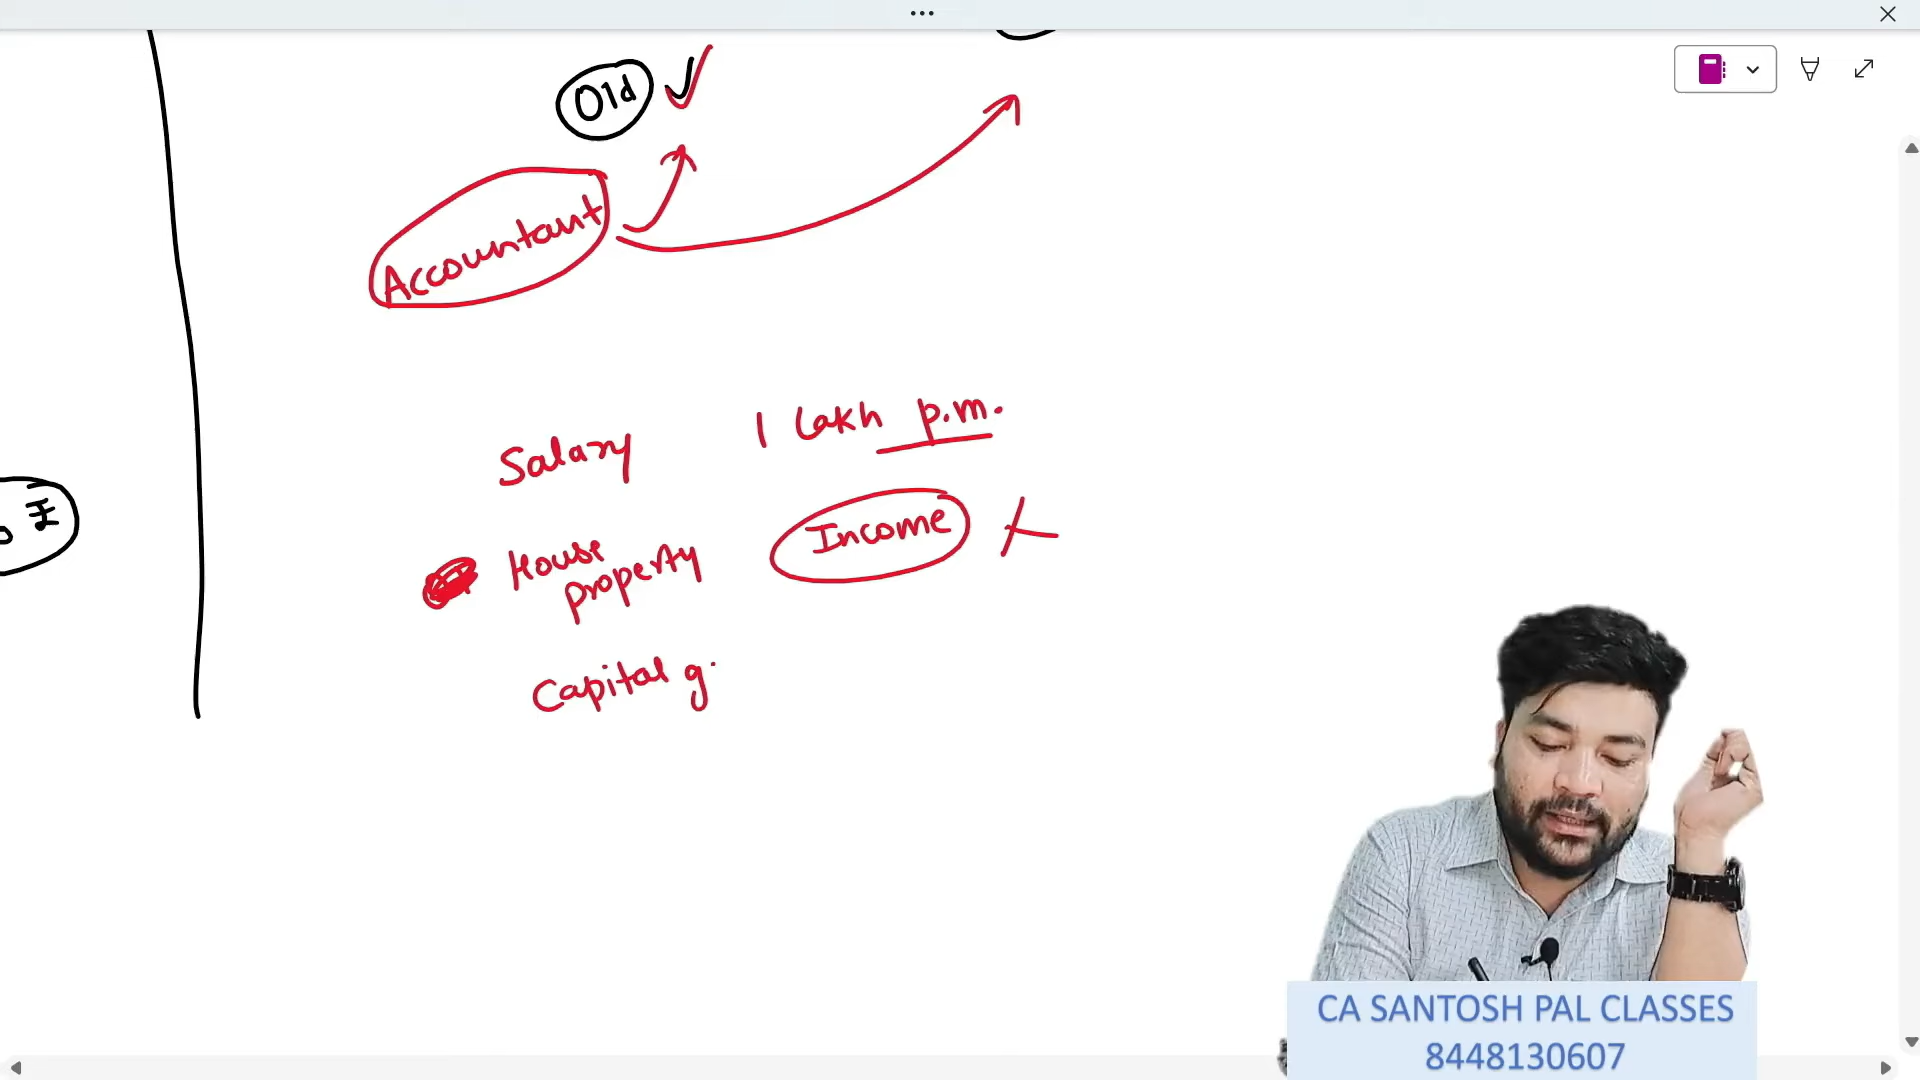 Old
Accountant
Salary 1 Lakh p.m.
House property Income
Capital g
₹
CA SANTOSH PAL CLASSES
8448130607